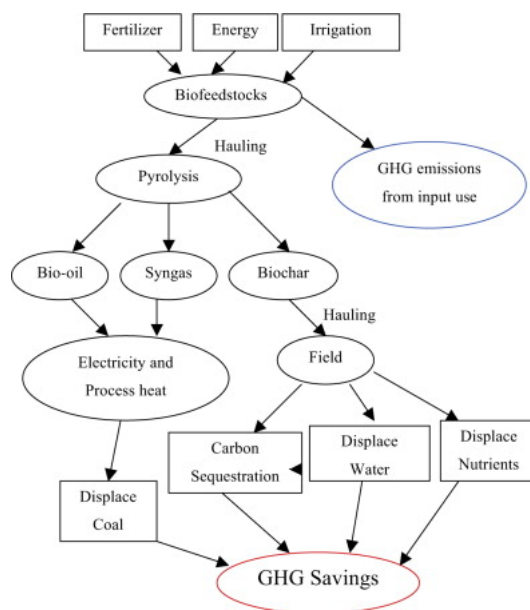 Fertilizer
Energy
Irrigation
Biofeedstocks
Hauling
GHG emissions
from input use
Pyrolysis
Bio-oil
Syngas
Biochar
Hauling
Electricity and
Process heat
Field
Carbon
Sequestration
Displace
Water
Displace
Nutrients
Displace
Coal
GHG Savings